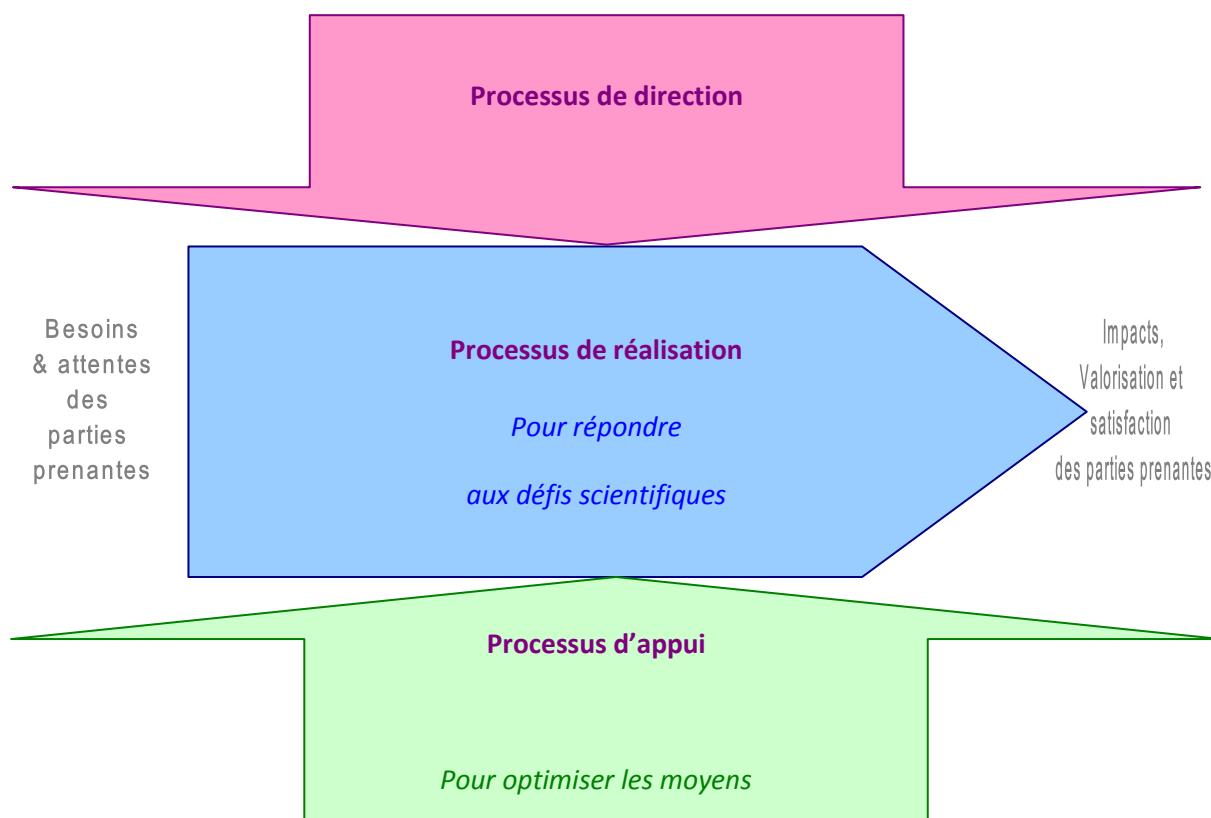 Processus de direction
Besoins
& attentes
des
parties
prenantes
Processus de réalisation
Pour répondre
aux défis scientifiques
Impacts,
Valorisation et
satisfaction
des parties prenantes
Processus d’appui
Pour optimiser les moyens